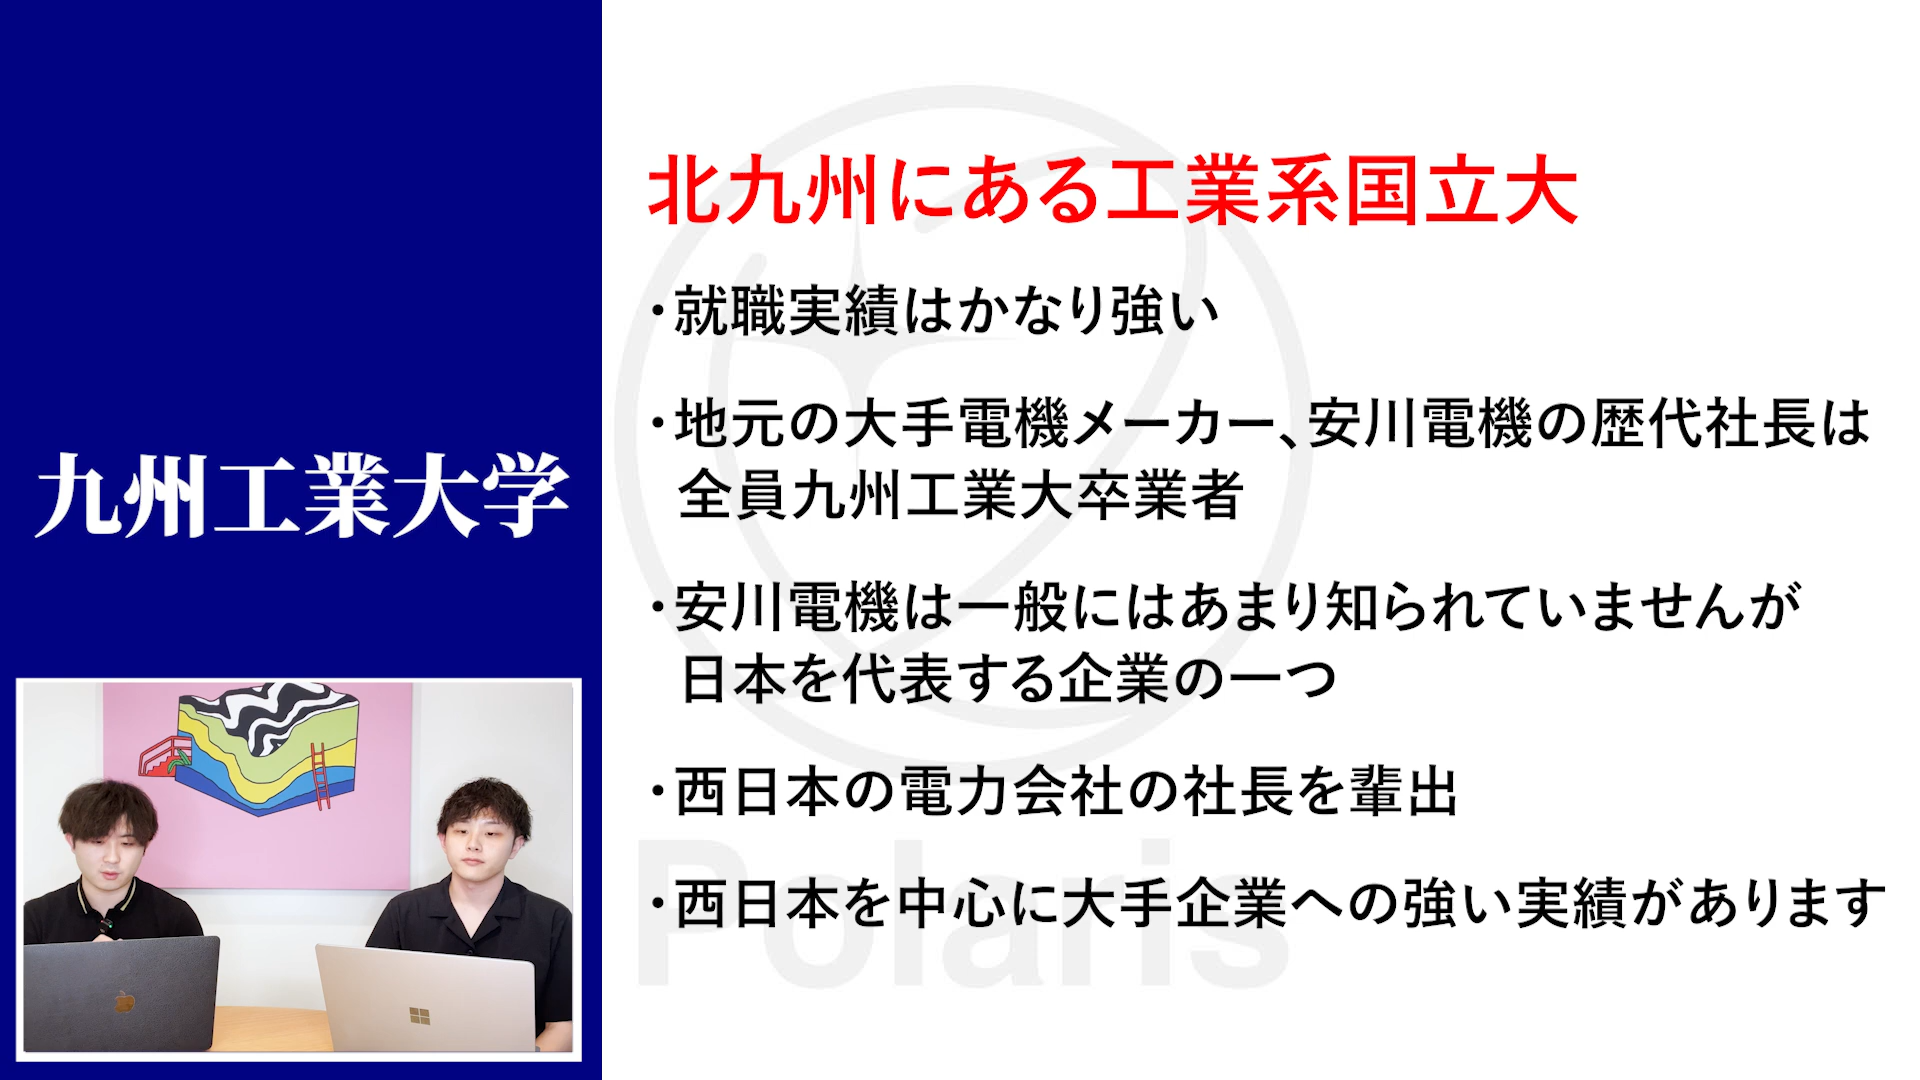 九州工業大学
北九州にある工業系国立大
・就職実績はかなり強い
・地元の大手電機メーカー、安川電機の歴代社長は
全員九州工業大卒業者
・安川電機は一般にはあまり知られていませんが
日本を代表する企業の一つ
・西日本の電力会社の社長を輩出
・西日本を中心に大手企業への強い実績があります
Polaris